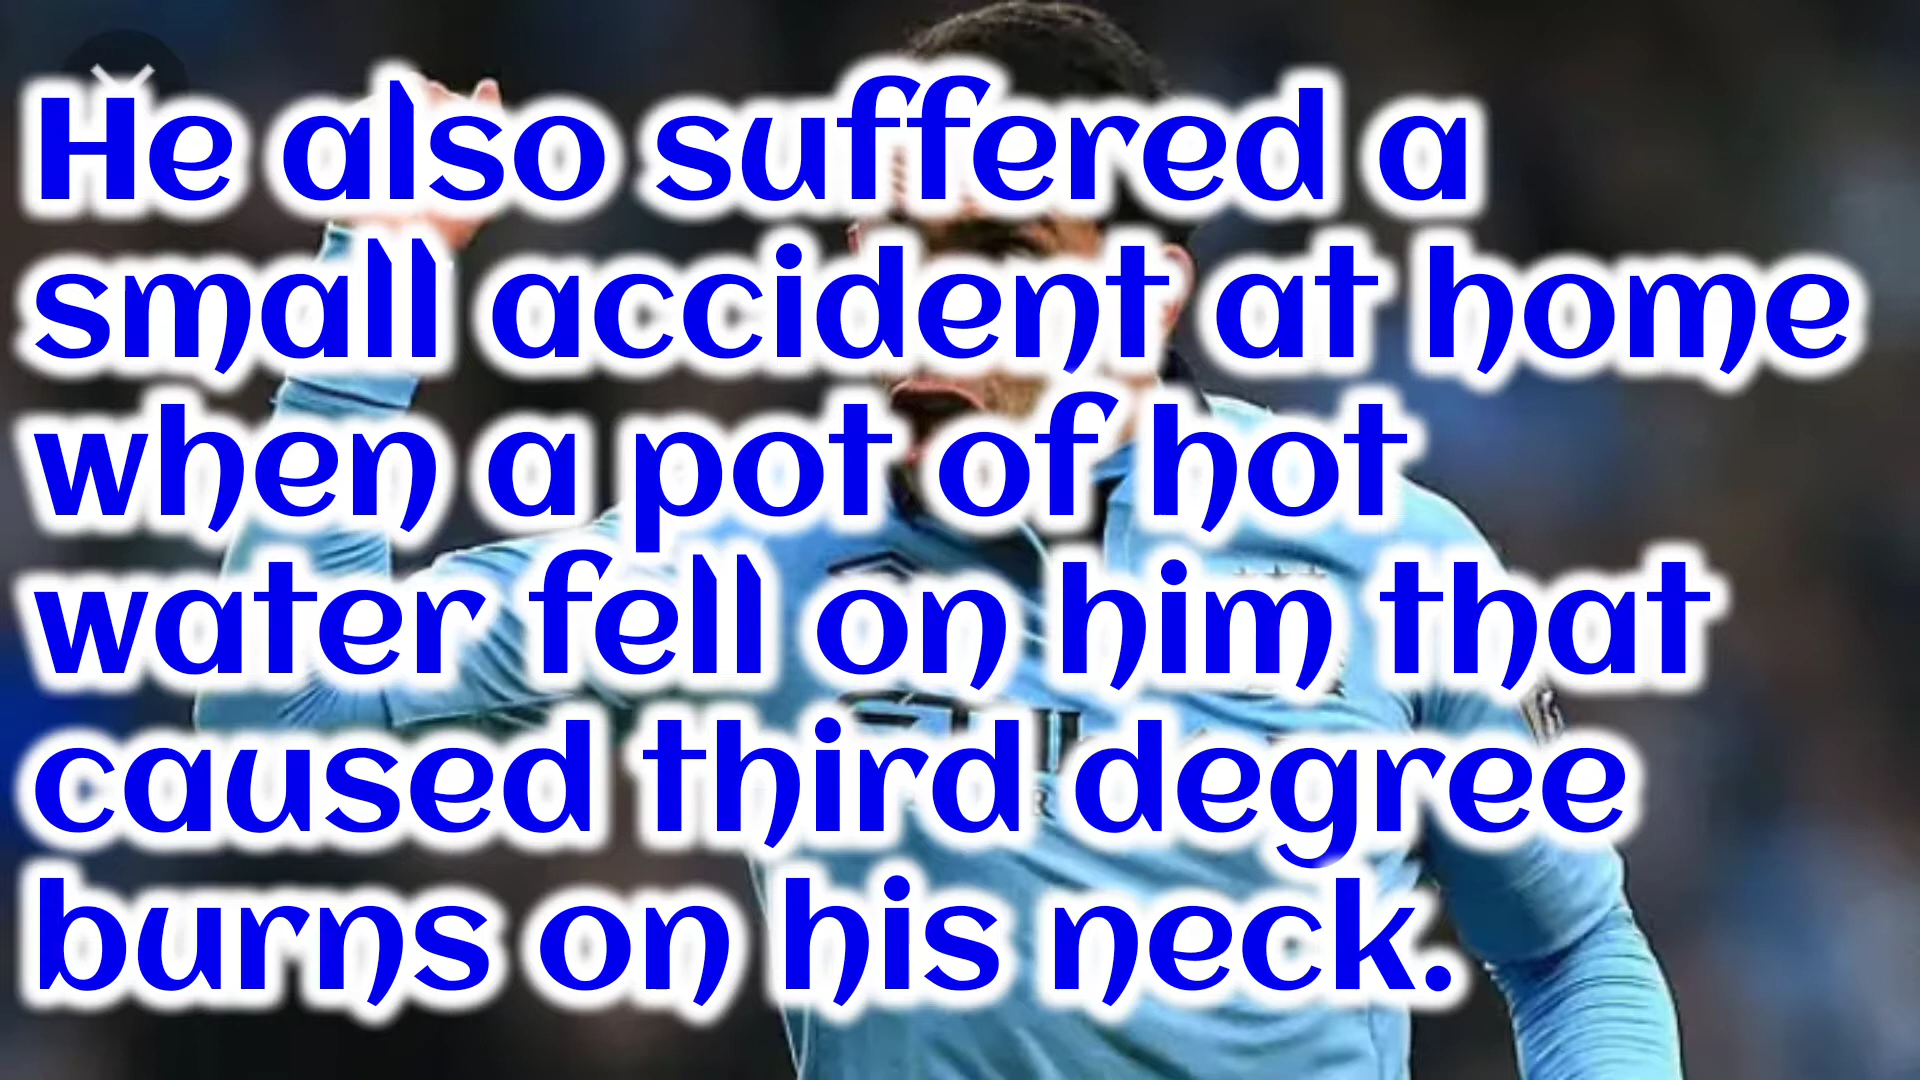 He also suffered a
small accident at home
when a pot of hot
water fell on him that
caused third degree
burns on his neck.